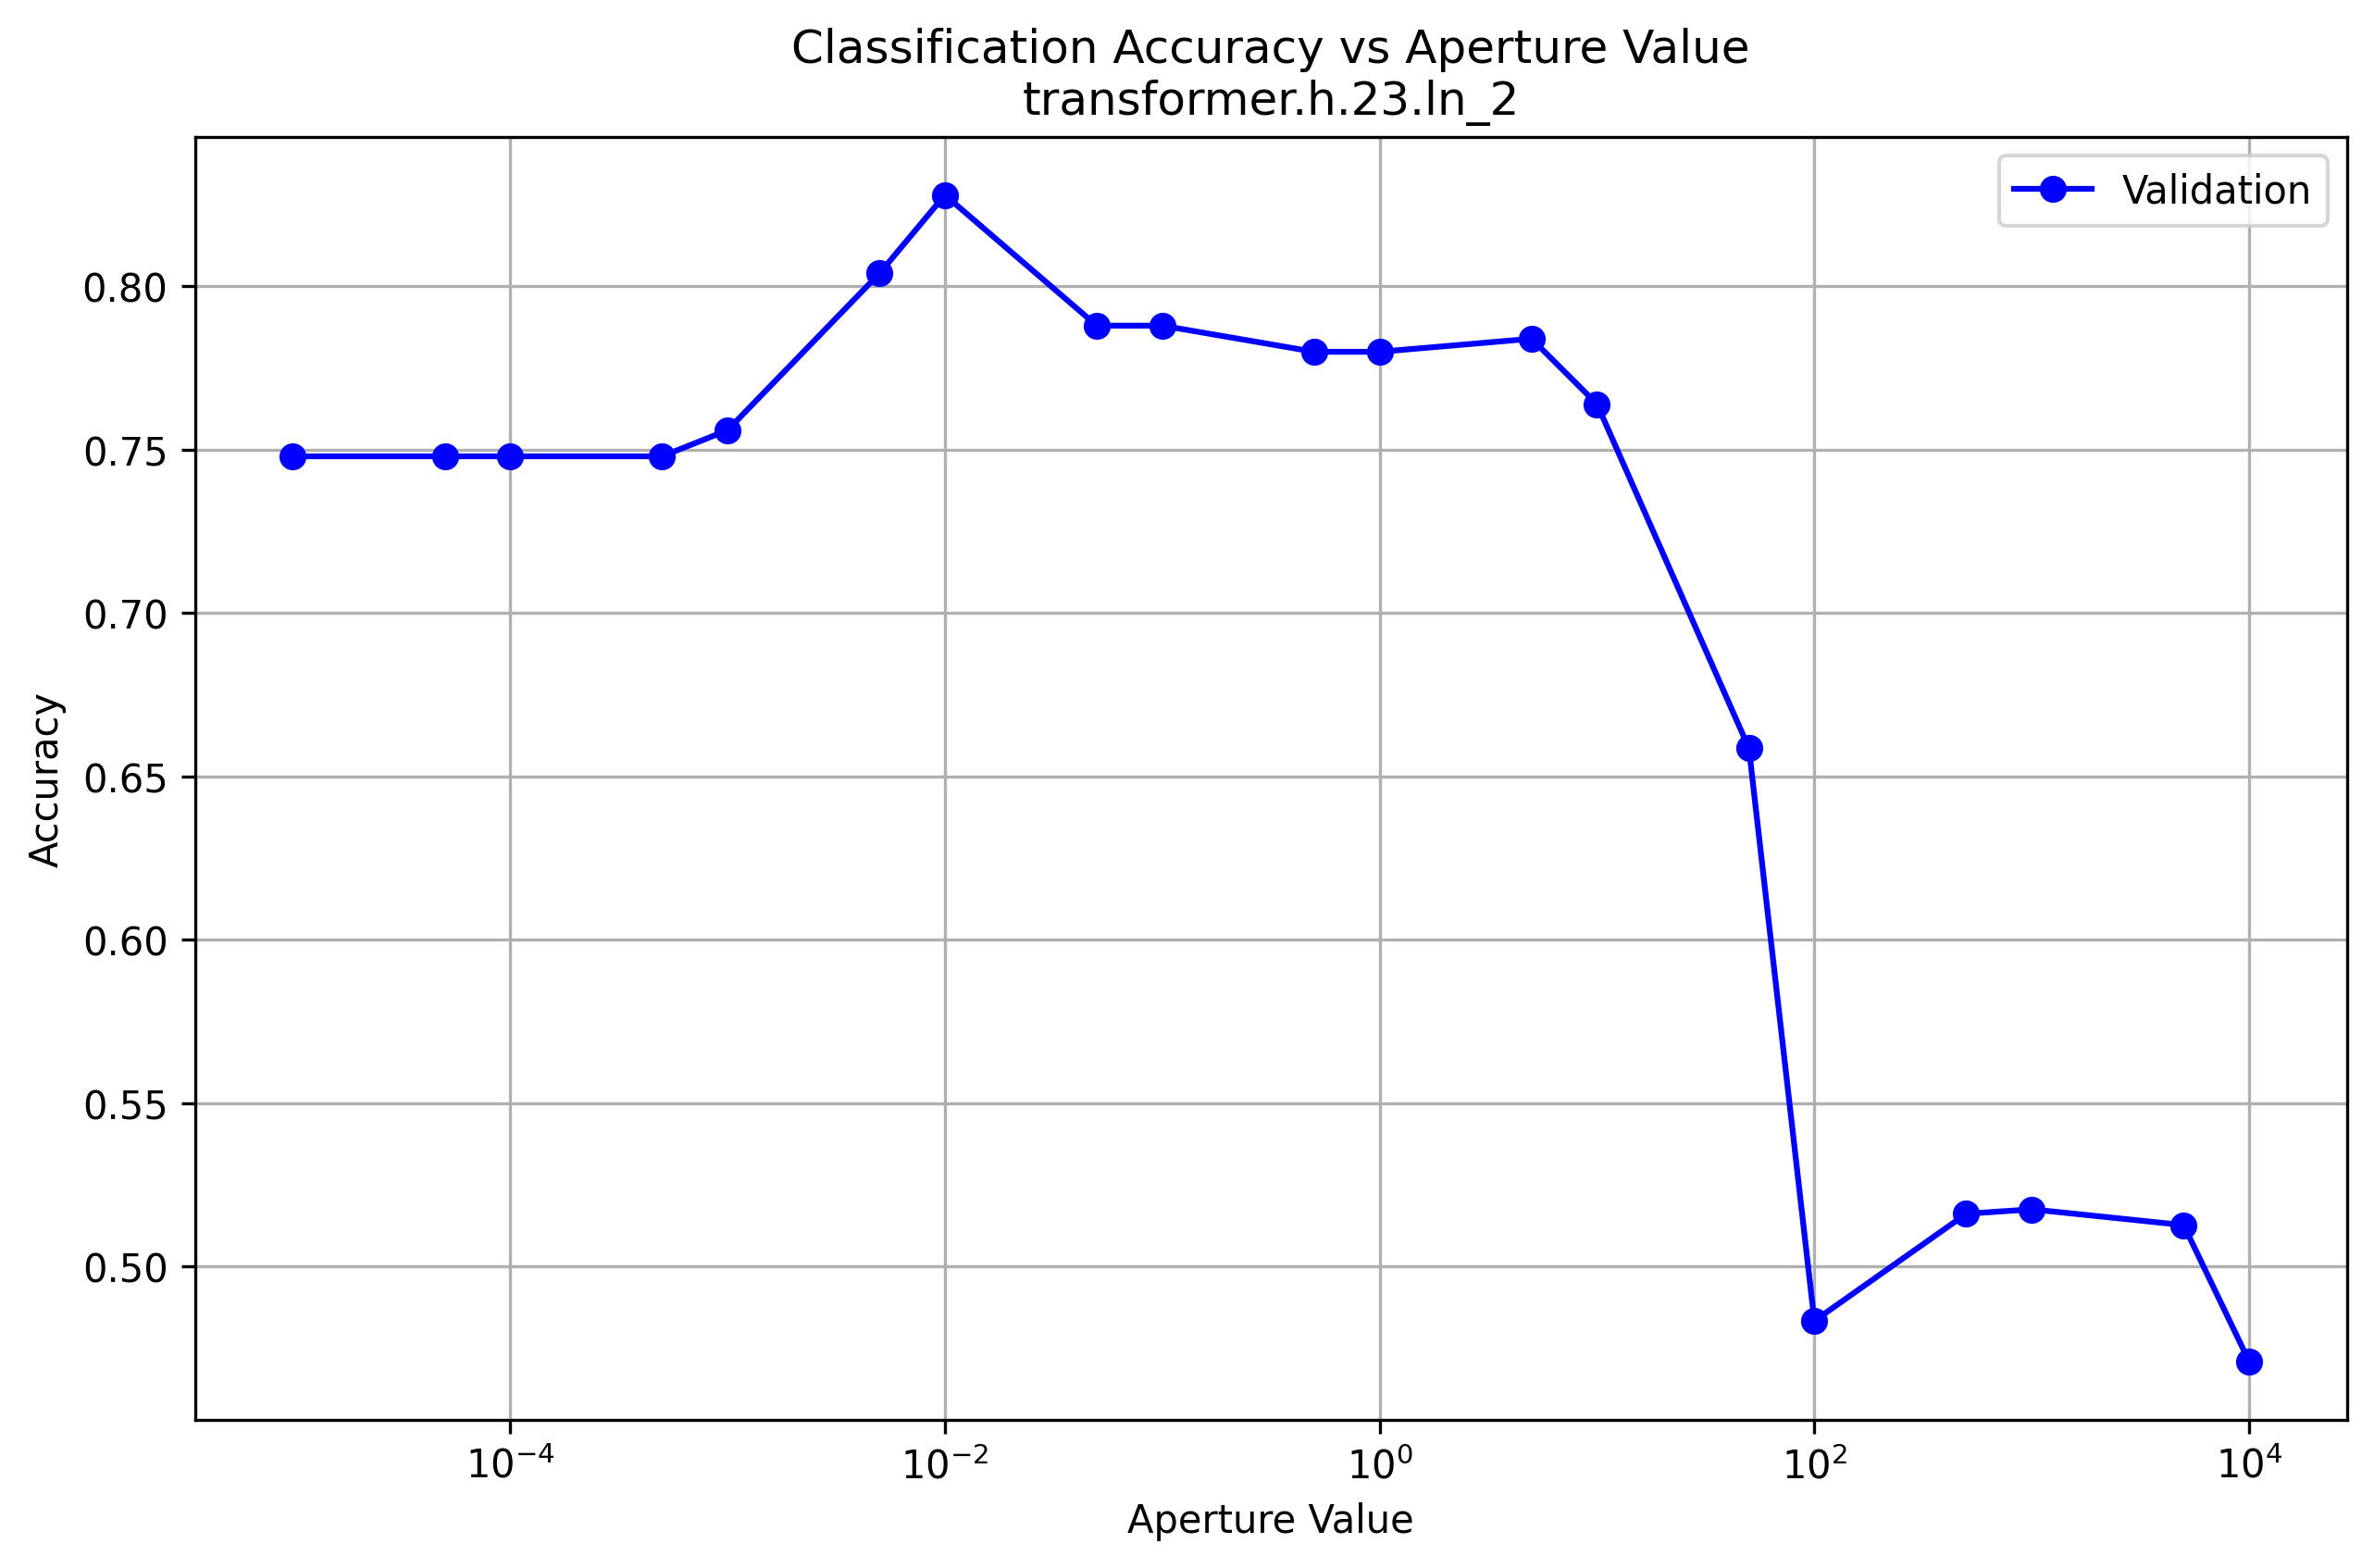 Classification Accuracy vs Aperture Value
transformer.h.23.ln_2
Validation
0.80
0.75
0.70
0.65
0.60
0.55
0.50
Accuracy
10⁻⁴ 10⁻² 10⁰ 10² 10⁴
Aperture Value